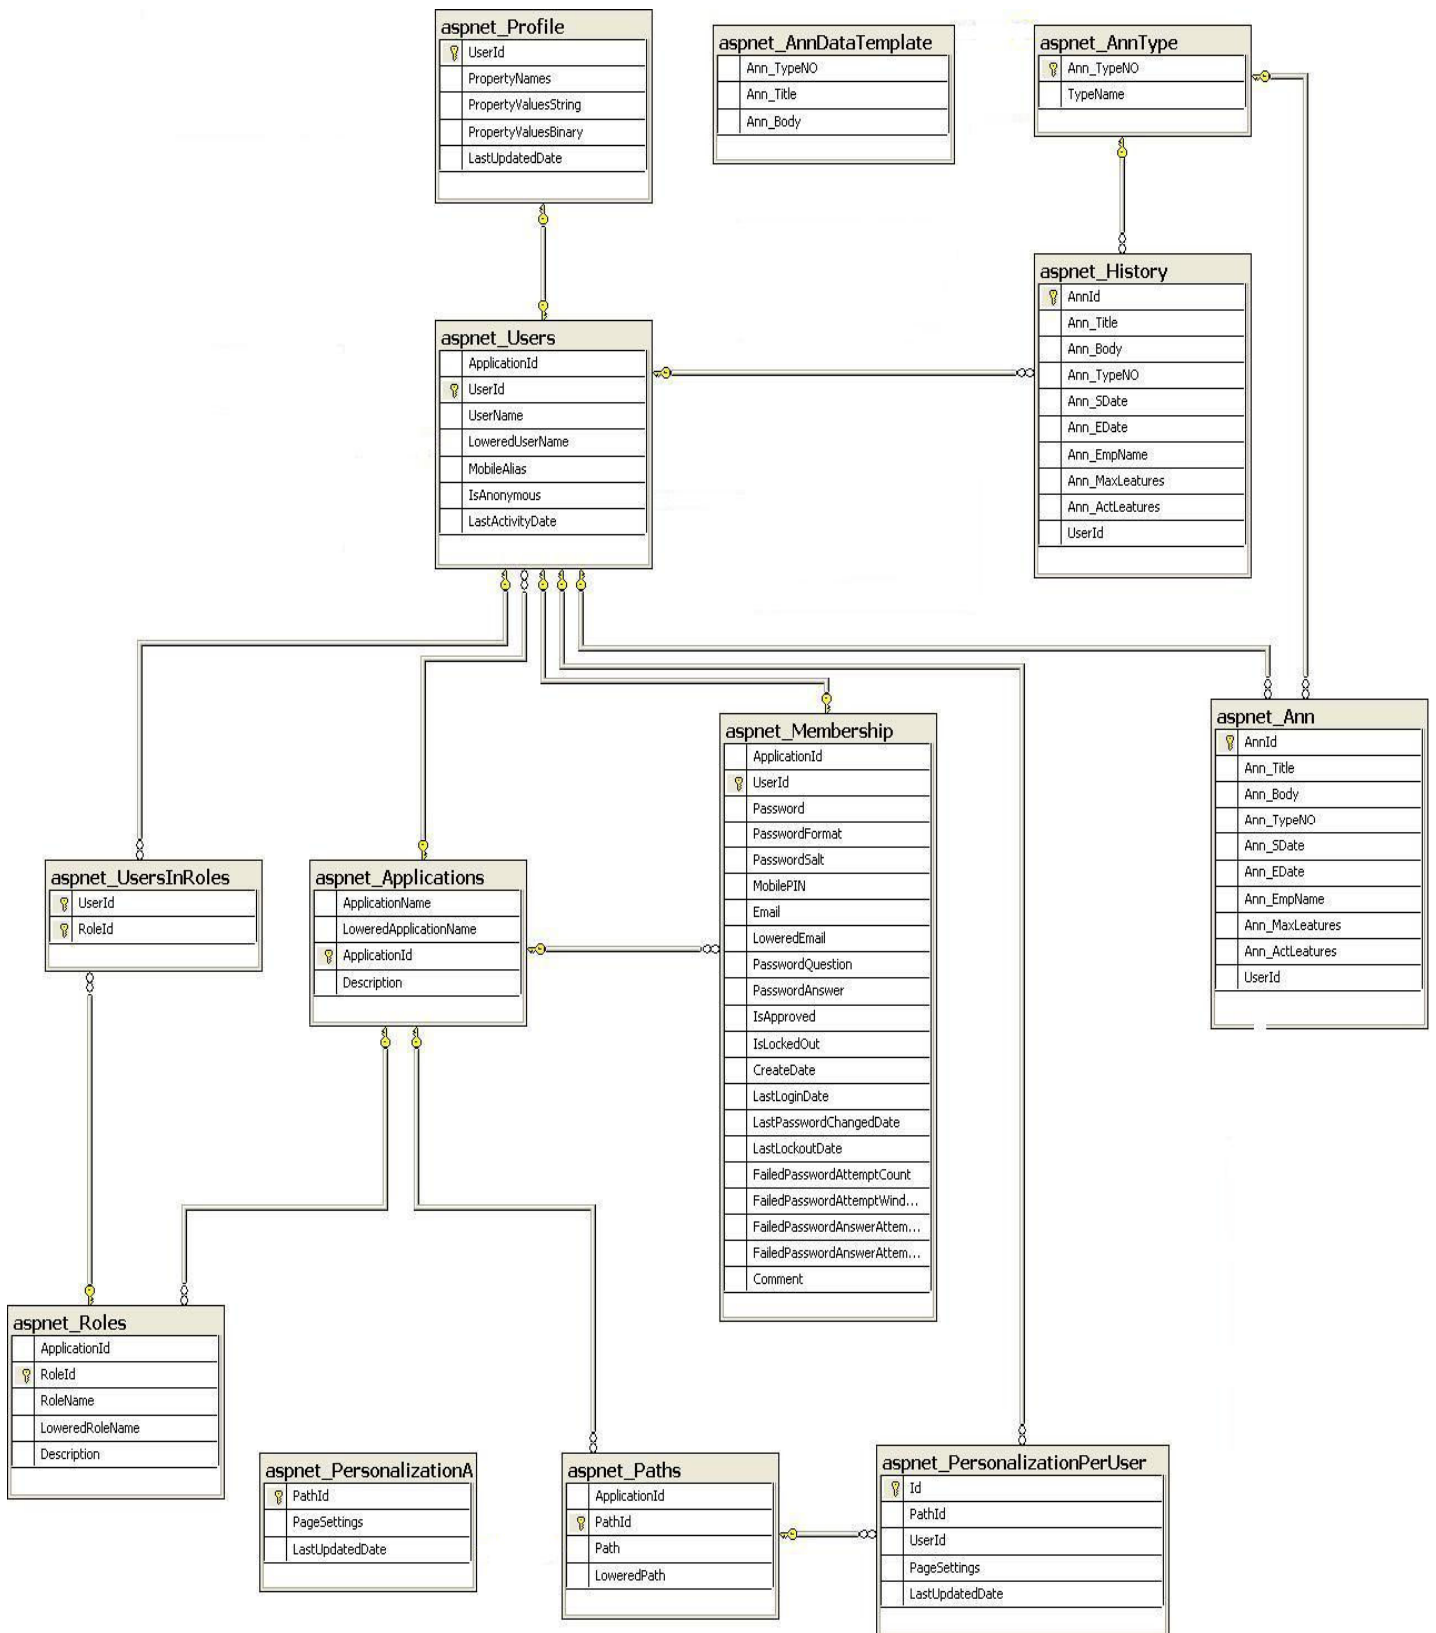 aspnet_Profile
UserId
PropertyNames
PropertyValuesString
PropertyValuesBinary
LastUpdatedDate
aspnet_AnnDataTemplate
Ann_TypeNO
Ann_Title
Ann_Body
aspnet_AnnType
Ann_TypeNO
TypeName
aspnet_History
AnnId
Ann_Title
Ann_Body
Ann_TypeNO
Ann_SDate
Ann_EDate
Ann_EmpName
Ann_MaxLeatures
Ann_ActLeatures
UserId
aspnet_Users
ApplicationId
UserId
UserName
LoweredUserName
MobileAlias
IsAnonymous
LastActivityDate
aspnet_Ann
AnnId
Ann_Title
Ann_Body
Ann_TypeNO
Ann_SDate
Ann_EDate
Ann_EmpName
Ann_MaxLeatures
Ann_ActLeatures
UserId
aspnet_Membership
ApplicationId
UserId
Password
PasswordFormat
PasswordSalt
MobilePIN
Email
LoweredEmail
PasswordQuestion
PasswordAnswer
IsApproved
IsLockedOut
CreateDate
LastLoginDate
LastPasswordChangedDate
LastLockoutDate
FailedPasswordAttemptCount
FailedPasswordAttemptWind...
FailedPasswordAnswerAttem...
FailedPasswordAnswerAttem...
Comment
aspnet_UsersInRoles
UserId
RoleId
aspnet_Applications
ApplicationName
LoweredApplicationName
ApplicationId
Description
aspnet_Roles
ApplicationId
RoleId
RoleName
LoweredRoleName
Description
aspnet_PersonalizationA
PathId
PageSettings
LastUpdatedDate
aspnet_Paths
ApplicationId
PathId
Path
LoweredPath
aspnet_PersonalizationPerUser
Id
PathId
UserId
PageSettings
LastUpdatedDate